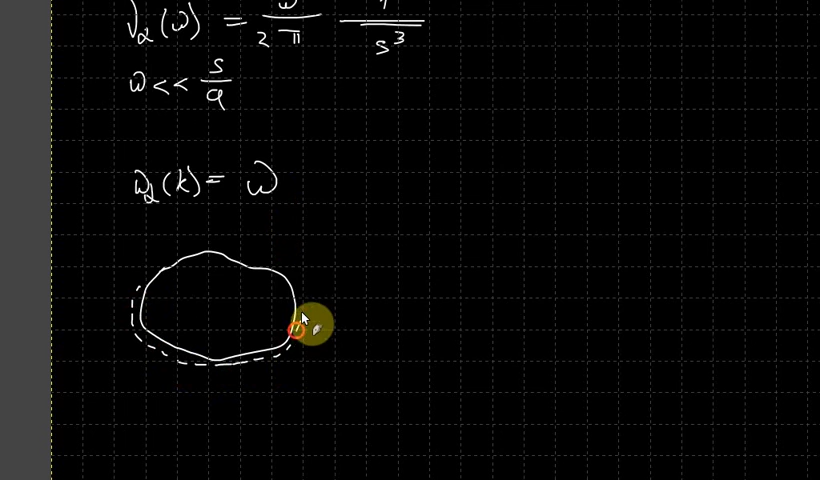 ν_α(ω) = ω / 2π 1 / s³
ω << s / a
ω_α(k) = ω